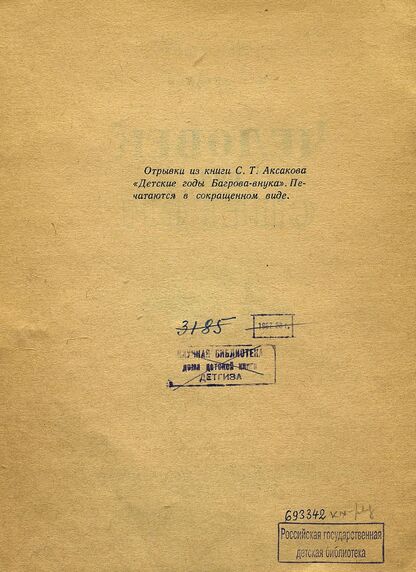 Отрывки из книги С. Т. Аксакова
«Детские годы Багрова-внука». Пе-
чатаются в сокращенном виде.
3185
1967
НАУЧНАЯ БИБЛИОТЕКА
дома детской книги
ДЕТГИЗА
693342
Российская государственная
детская библиотека